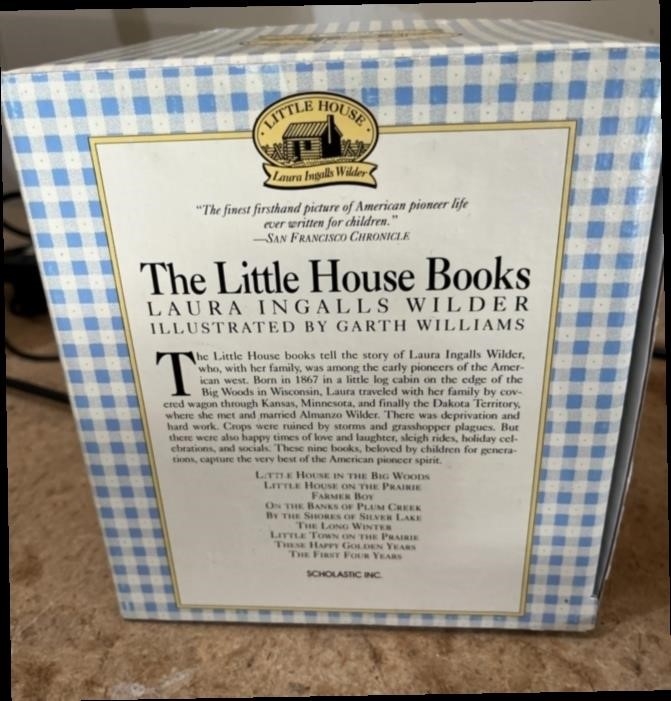 LITTLE HOUSE
Laura Ingalls Wilder
"The finest firsthand picture of American pioneer life
ever written for children."
—SAN FRANCISCO CHRONICLE
The Little House Books
LAURA INGALLS WILDER
ILLUSTRATED BY GARTH WILLIAMS
The Little House books tell the story of Laura Ingalls Wilder,
who, with her family, was among the early pioneers of the Amer-
ican west. Born in 1867 in a little log cabin on the edge of the
Big Woods in Wisconsin, Laura traveled with her family by cov-
ered wagon through Kansas, Minnesota, and finally the Dakota Territory,
where she met and married Almanzo Wilder. There was deprivation and
hard work. Crops were ruined by storms and grasshopper plagues. But
there were also happy times of love and laughter, sleigh rides, holiday cel-
ebrations, and socials. These nine books, beloved by children for genera-
tions, capture the very best of the American pioneer spirit.
LITTLE HOUSE IN THE BIG WOODS
LITTLE HOUSE ON THE PRAIRIE
FARMER BOY
ON THE BANKS OF PLUM CREEK
BY THE SHORES OF SILVER LAKE
THE LONG WINTER
LITTLE TOWN ON THE PRAIRIE
THESE HAPPY GOLDEN YEARS
THE FIRST FOUR YEARS
SCHOLASTIC INC.